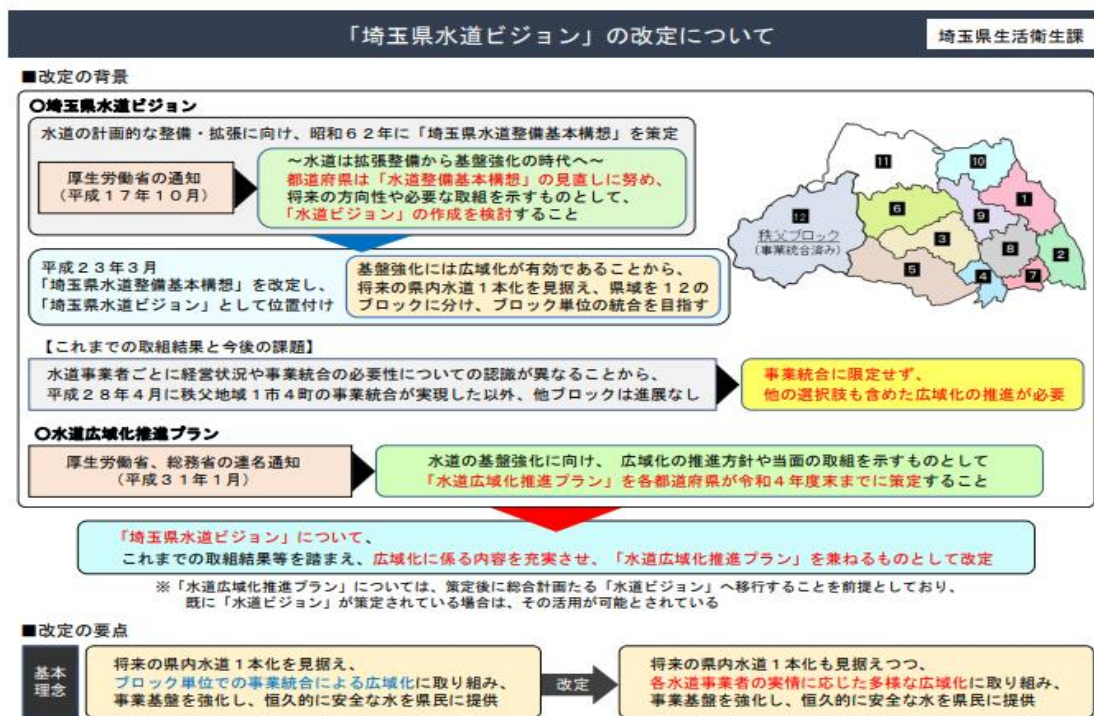 「埼玉県水道ビジョン」の改定について
埼玉県生活衛生課
■改定の背景
〇埼玉県水道ビジョン
水道の計画的な整備・拡張に向け、昭和62年に「埼玉県水道整備基本構想」を策定
厚生労働省の通知
（平成17年10月）
～水道は拡張整備から基盤強化の時代へ～
都道府県は「水道整備基本構想」の見直しに努め、
将来の方向性や必要な取組を示すものとして、
「水道ビジョン」の作成を検討すること
平成23年3月
「埼玉県水道整備基本構想」を改定し、
「埼玉県水道ビジョン」として位置付け
基盤強化には広域化が有効であることから、
将来の県内水道1本化を見据え、県域を12の
ブロックに分け、ブロック単位の統合を目指す
11
10
1
12
6
9
秩父ブロック
（事業統合済み）
3
8
2
5
4
7
【これまでの取組結果と今後の課題】
水道事業者ごとに経営状況や事業統合の必要性についての認識が異なることから、
平成28年4月に秩父地域1市4町の事業統合が実現した以外、他ブロックは進展なし
事業統合に限定せず、
他の選択肢も含めた広域化の推進が必要
〇水道広域化推進プラン
厚生労働省、総務省の連名通知
（平成31年1月）
水道の基盤強化に向け、広域化の推進方針や当面の取組を示すものとして
「水道広域化推進プラン」を各都道府県が令和4年度末までに策定すること
「埼玉県水道ビジョン」について、
これまでの取組結果等を踏まえ、広域化に係る内容を充実させ、「水道広域化推進プラン」を兼ねるものとして改定
※「水道広域化推進プラン」については、策定後に総合計画たる「水道ビジョン」へ移行することを前提としており、
既に「水道ビジョン」が策定されている場合は、その活用が可能とされている
■改定の要点
基本
理念
将来の県内水道1本化を見据え、
ブロック単位での事業統合による広域化に取り組み、
事業基盤を強化し、恒久的に安全な水を県民に提供
改定
将来の県内水道1本化も見据えつつ、
各水道事業者の実情に応じた多様な広域化に取り組み、
事業基盤を強化し、恒久的に安全な水を県民に提供